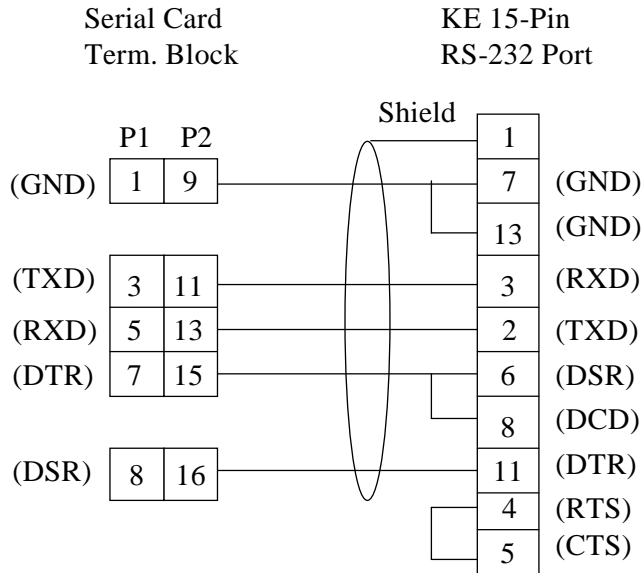 Serial Card KE 15-Pin
Term. Block RS-232 Port
Shield
P1 P2 1
(GND) 1 9 7 (GND)
13 (GND)
(TXD) 3 11 3 (RXD)
(RXD) 5 13 2 (TXD)
(DTR) 7 15 6 (DSR)
8 (DCD)
(DSR) 8 16 11 (DTR)
4 (RTS)
5 (CTS)